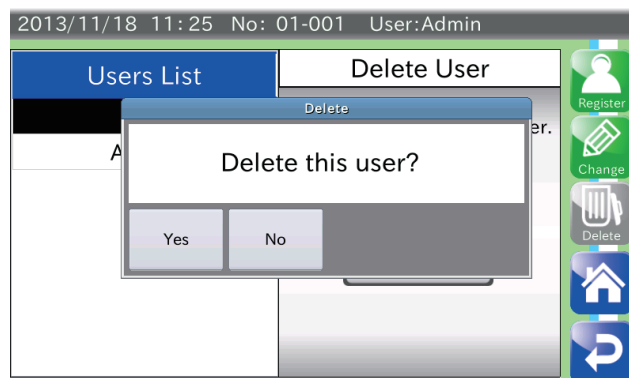 2013/11/18 11:25 No: 01-001 User:Admin
Users List
Delete User
Delete
er.
A
Delete this user?
Yes
No
Register
Change
Delete